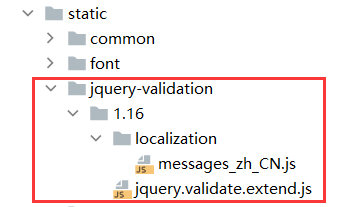 static
common
font
jquery-validation
1.16
localization
messages_zh_CN.js
jquery.validate.extend.js